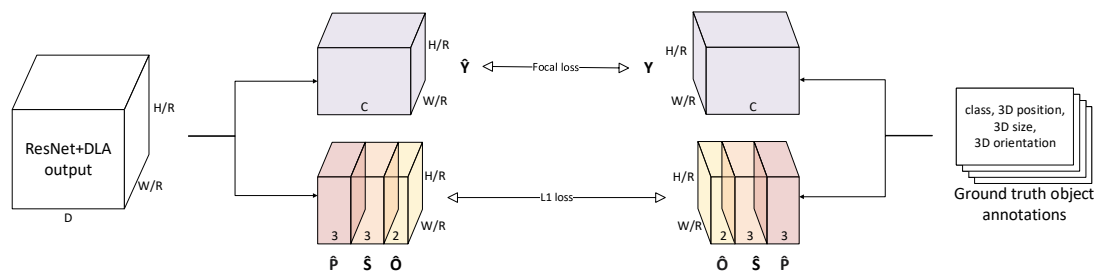 ResNet+DLA
output
H/R
W/R
D
H/R
W/R
C
Ŷ
Focal loss
Y
H/R
W/R
C
H/R
W/R
3
3
2
P̂
Ŝ
Ô
L1 loss
H/R
W/R
2
3
3
Ô
Ŝ
P̂
class, 3D position,
3D size,
3D orientation
Ground truth object
annotations